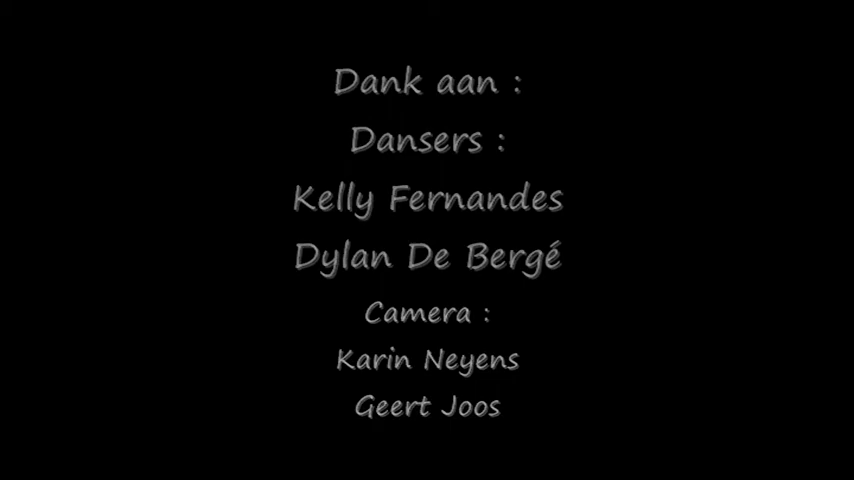 Dank aan :
Dansers :
Kelly Fernandes
Dylan De Bergé
Camera :
Karin Neyens
Geert Joos